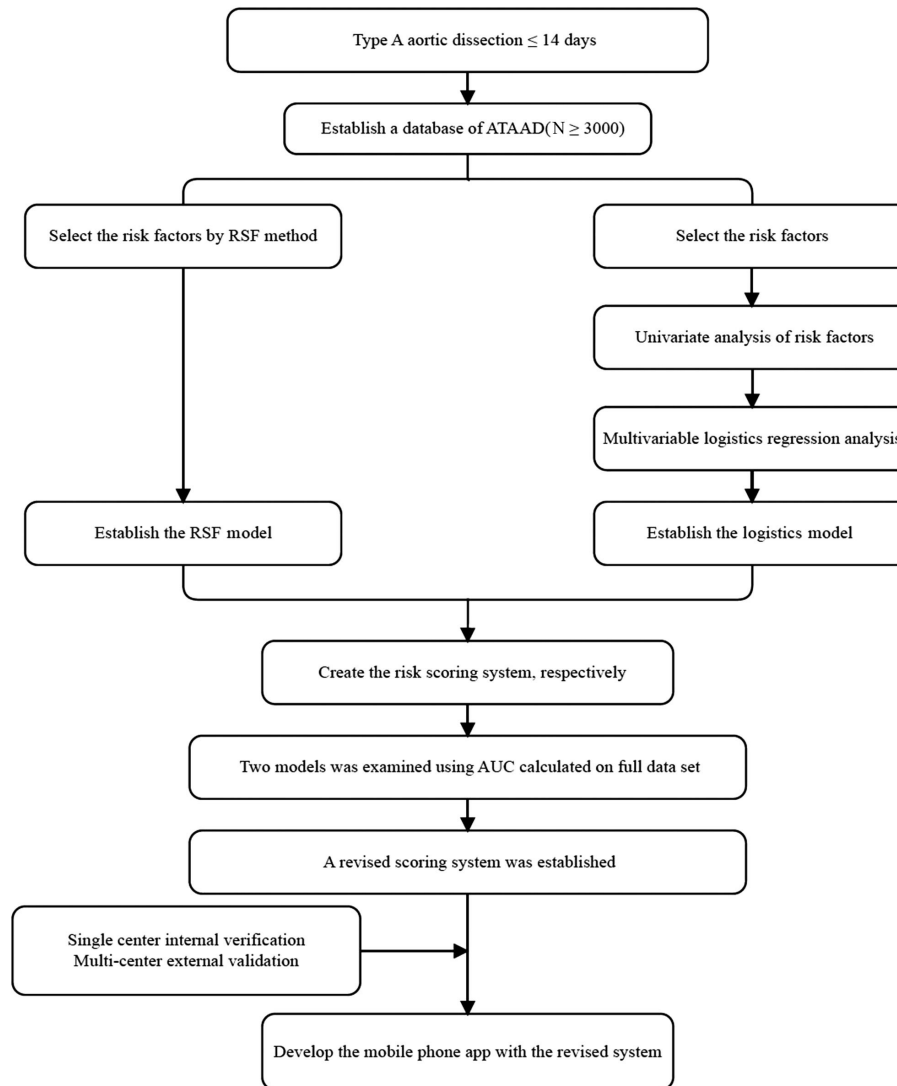 Type A aortic dissection ≤ 14 days
Establish a database of ATAAD(N ≥ 3000)
Select the risk factors by RSF method
Select the risk factors
Univariate analysis of risk factors
Multivariable logistics regression analysis
Establish the RSF model
Establish the logistics model
Create the risk scoring system, respectively
Two models was examined using AUC calculated on full data set
A revised scoring system was established
Single center internal verification
Multi-center external validation
Develop the mobile phone app with the revised system